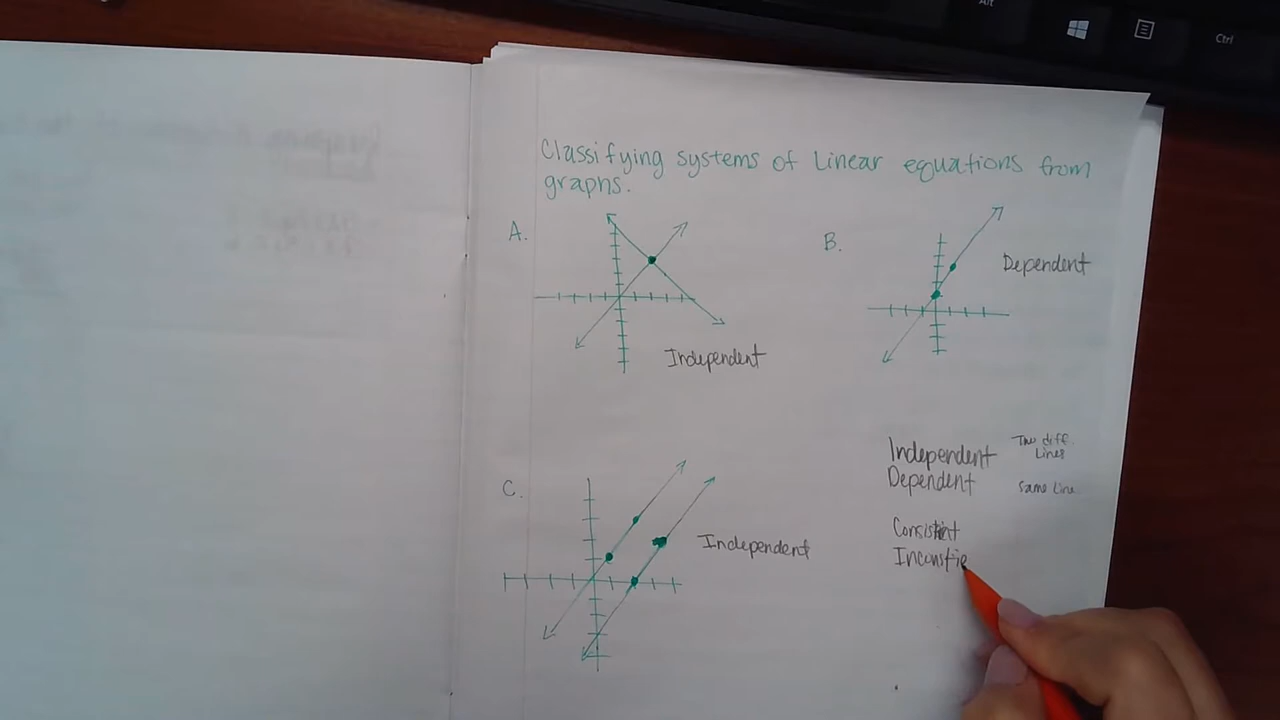 Alt
Ctrl
Classifying systems of Linear equations from
graphs.
A.
B.
Dependent
Independent
Independent Two diff.
Lines
Dependent same Line
C.
Independent
Consistent
Inconstie